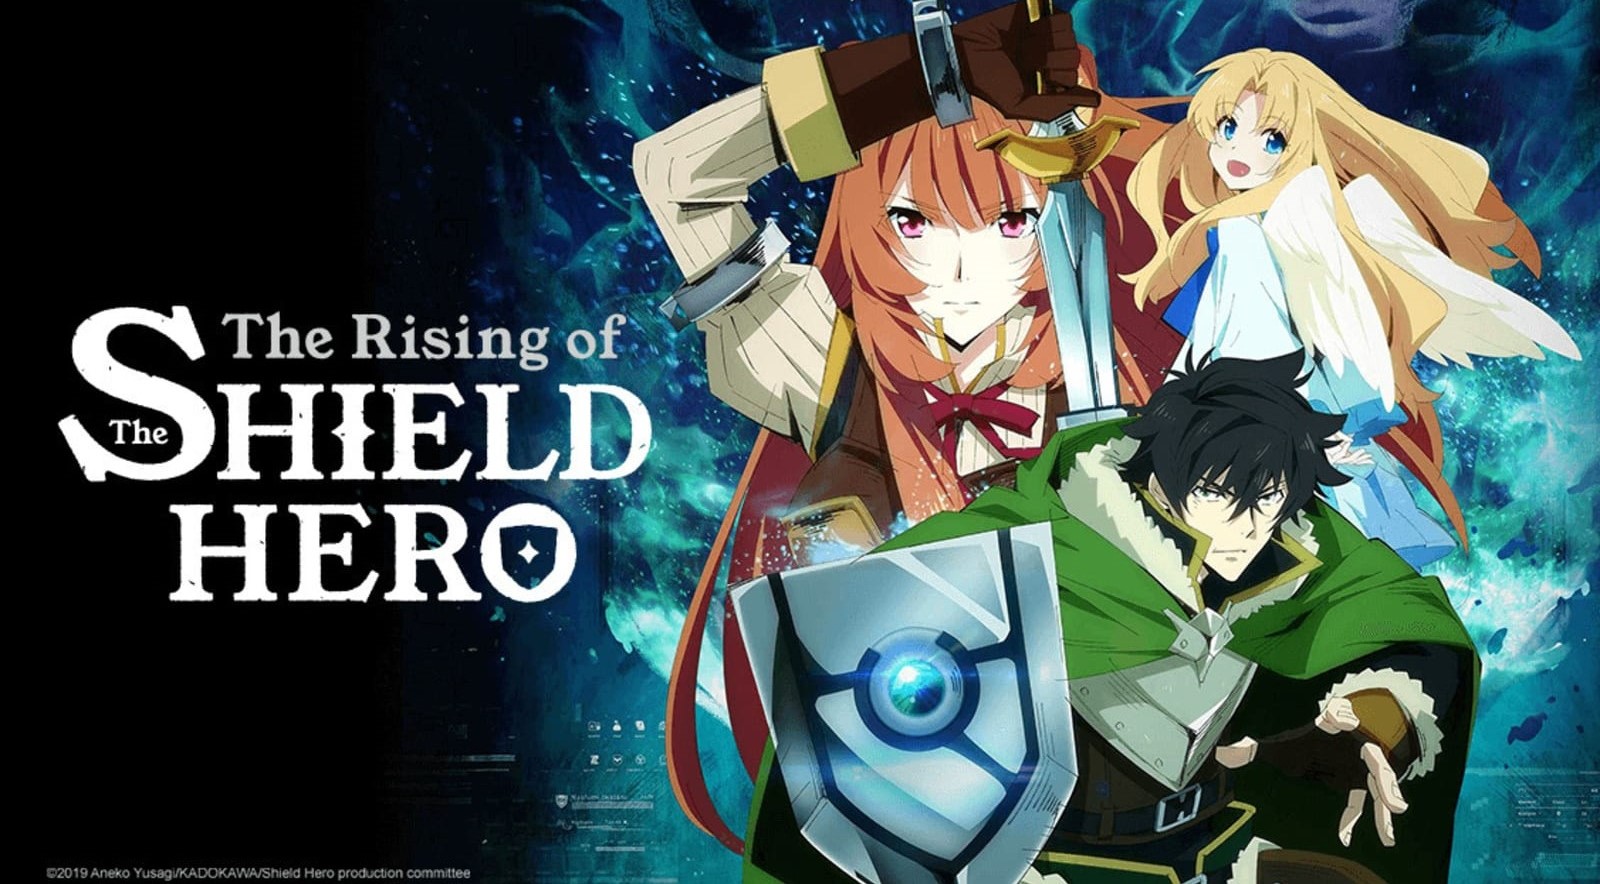 The Rising of
The SHIELD
HERO
©2019 Aneko Yusagi/KADOKAWA/Shield Hero production committee